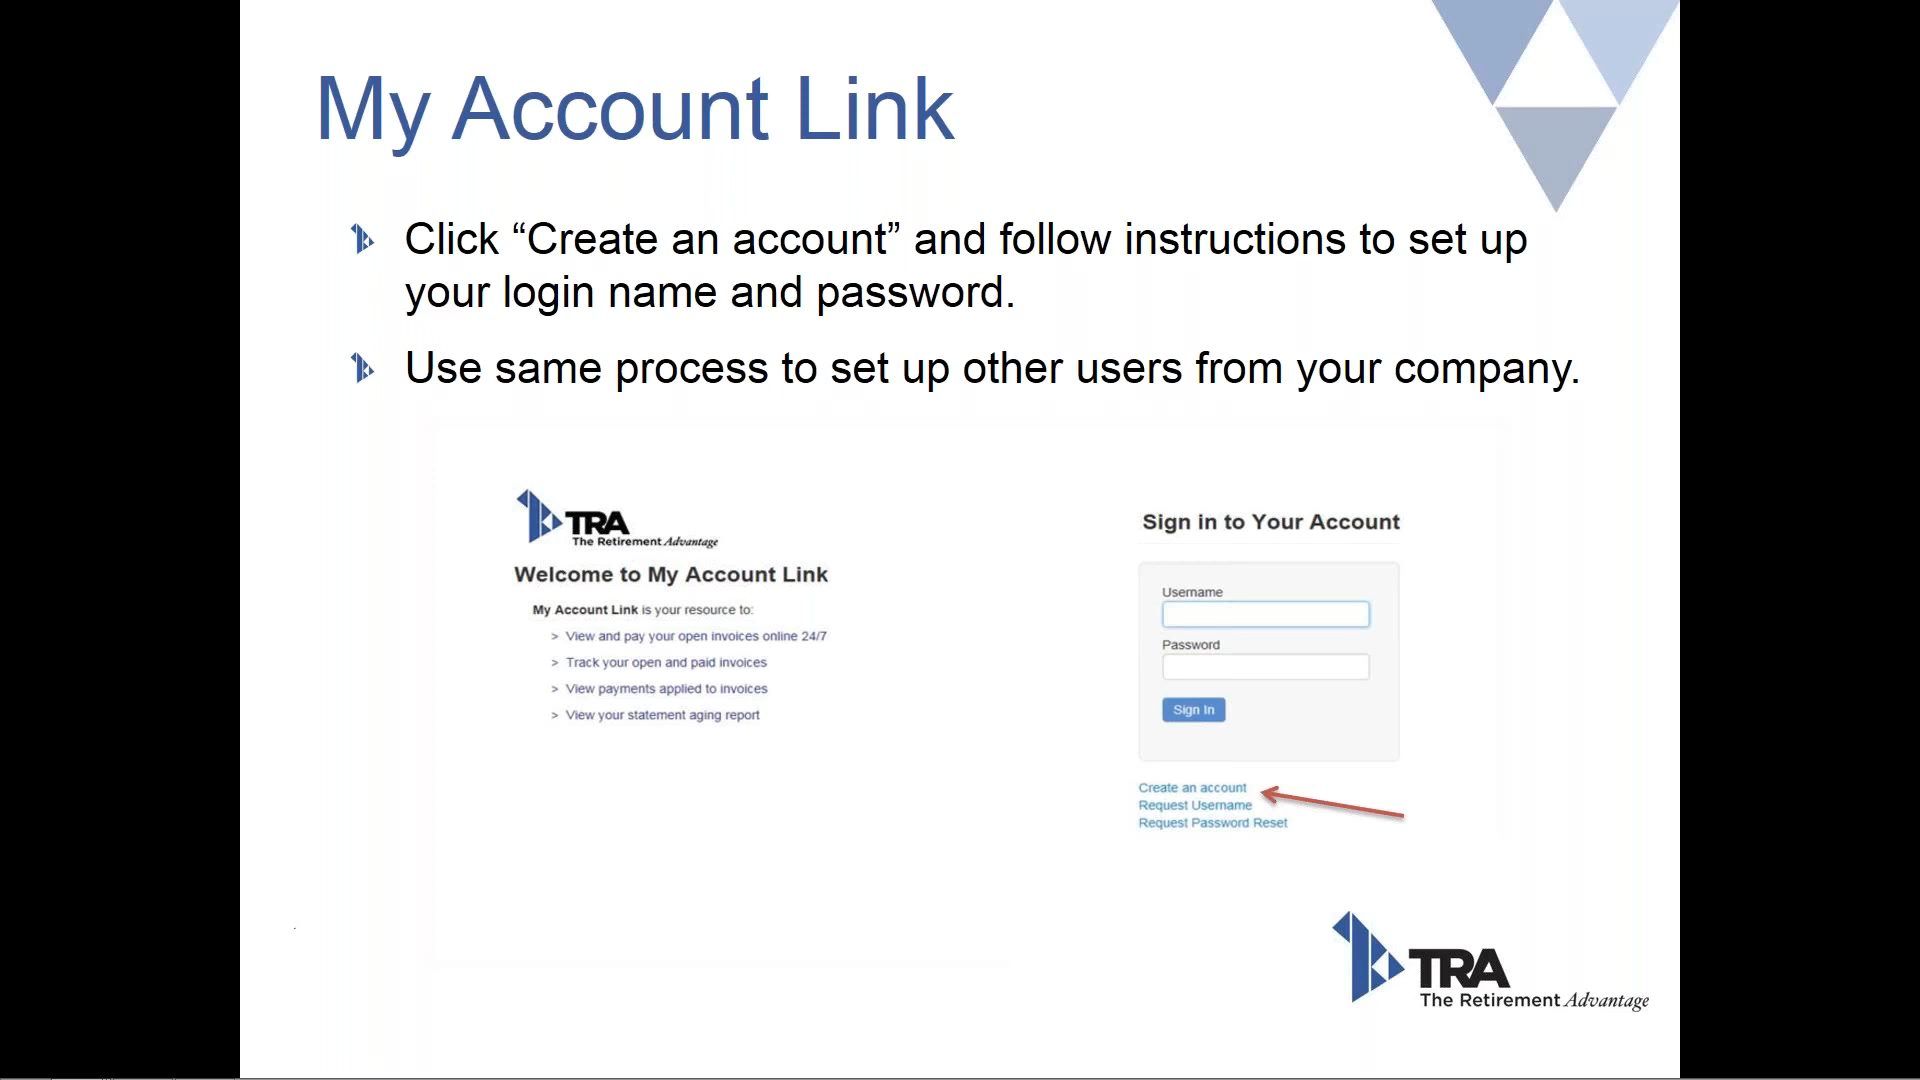 My Account Link
Click “Create an account” and follow instructions to set up
your login name and password.
Use same process to set up other users from your company.
TRA
The Retirement Advantage
Welcome to My Account Link
My Account Link is your resource to:
> View and pay your open invoices online 24/7
> Track your open and paid invoices
> View payments applied to invoices
> View your statement aging report
Sign in to Your Account
Username
Password
Sign In
Create an account
Request Username
Request Password Reset
TRA
The Retirement Advantage